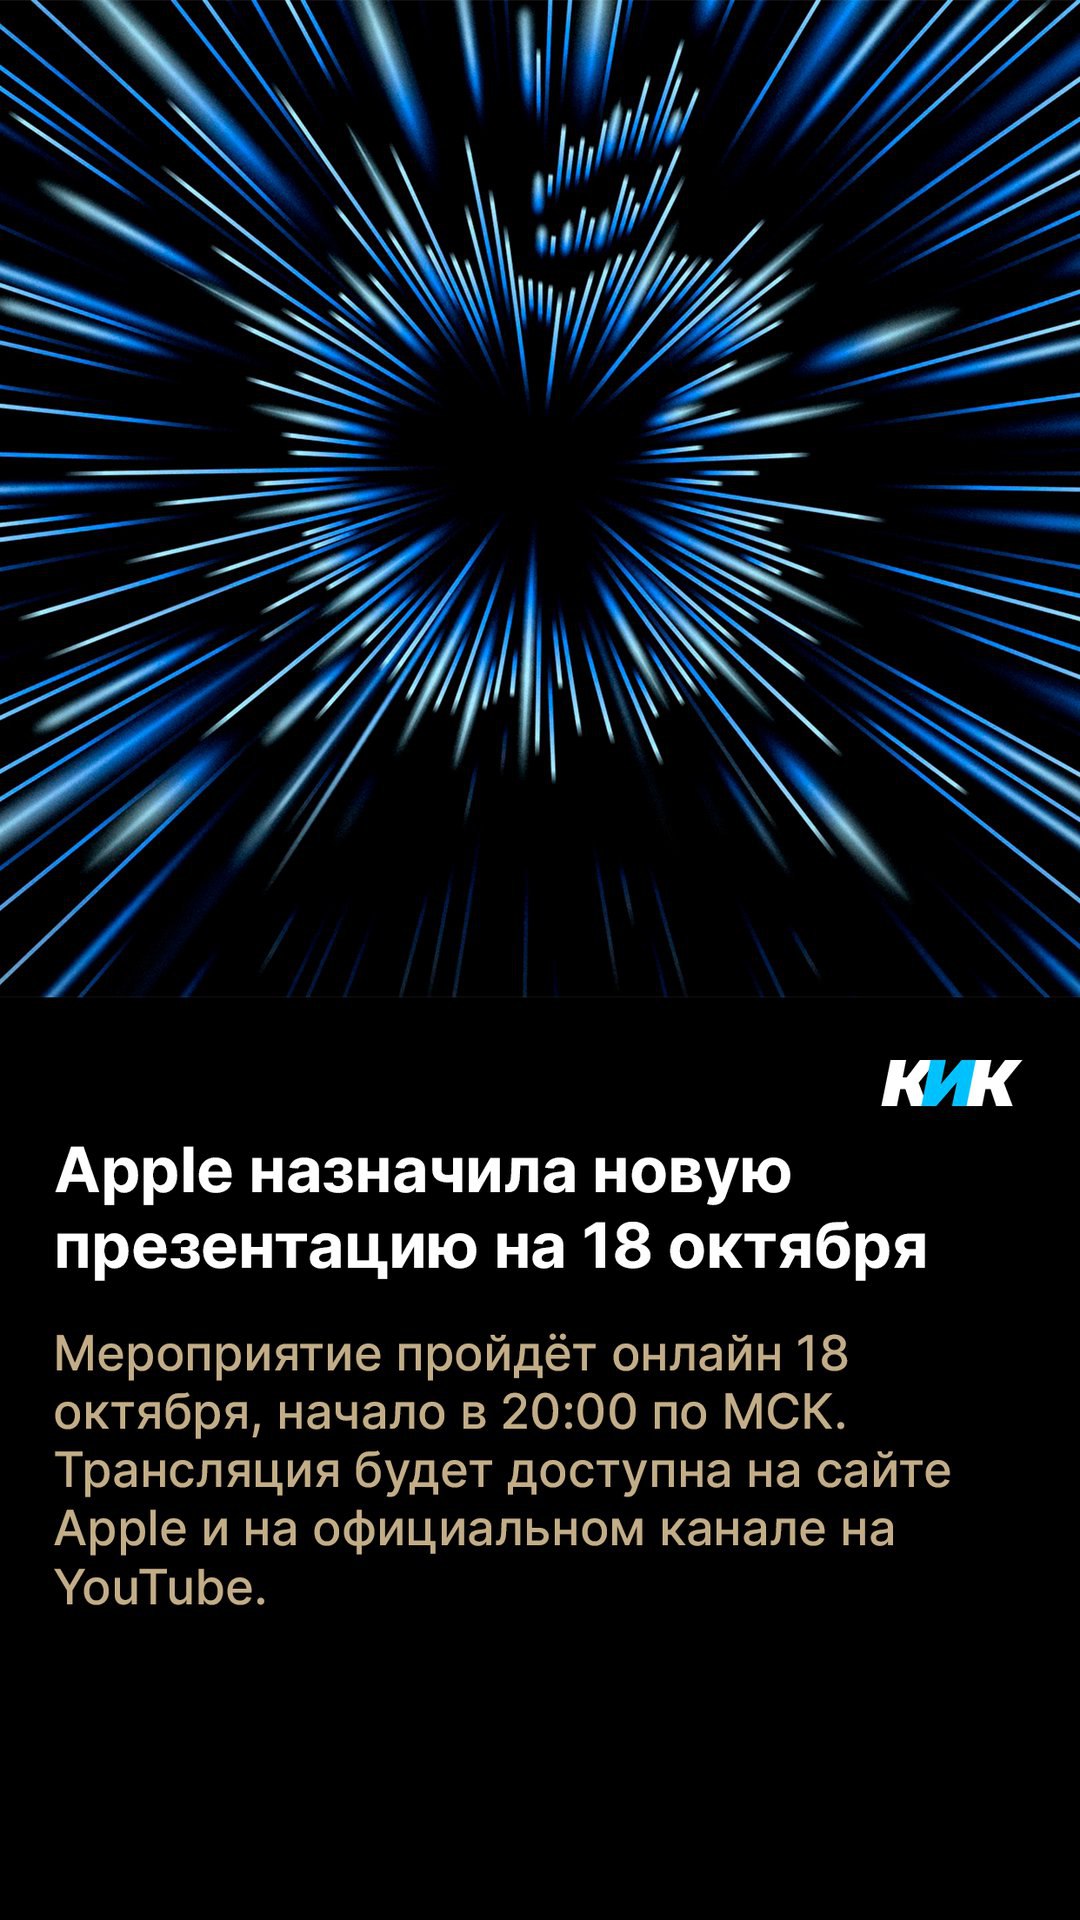 КИК
Apple назначила новую
презентацию на 18 октября
Мероприятие пройдёт онлайн 18
октября, начало в 20:00 по МСК.
Трансляция будет доступна на сайте
Apple и на официальном канале на
YouTube.